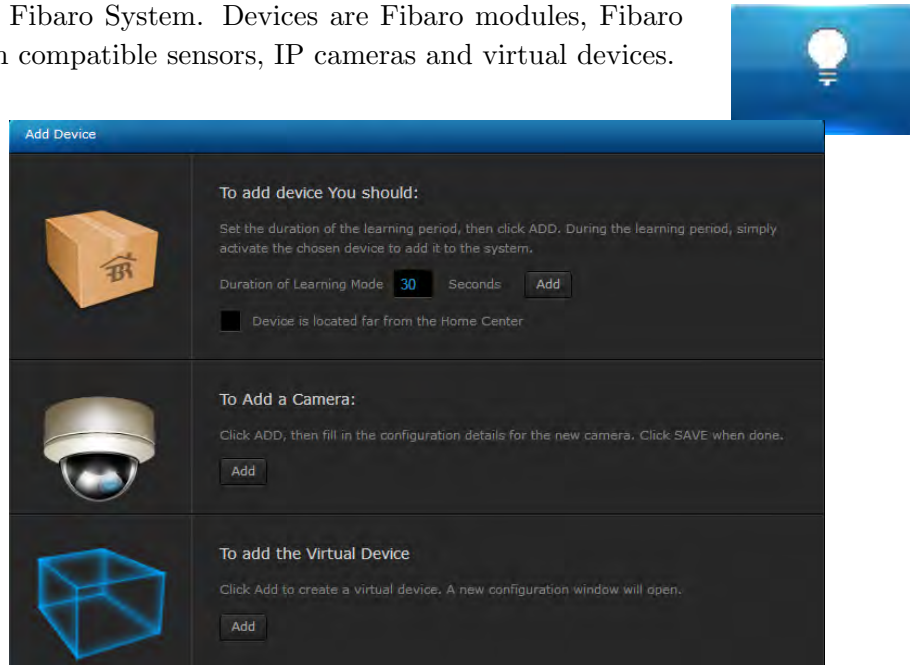 Fibaro System. Devices are Fibaro modules, Fibaro
compatible sensors, IP cameras and virtual devices.
Add Device
To add device You should:
Set the duration of the learning period, then click ADD. During the learning period, simply
activate the chosen device to add it to the system.
Duration of Learning Mode 30 Seconds Add
Device is located far from the Home Center
To Add a Camera:
Click ADD, then fill in the configuration details for the new camera. Click SAVE when done.
Add
To add the Virtual Device
Click Add to create a virtual device. A new configuration window will open.
Add